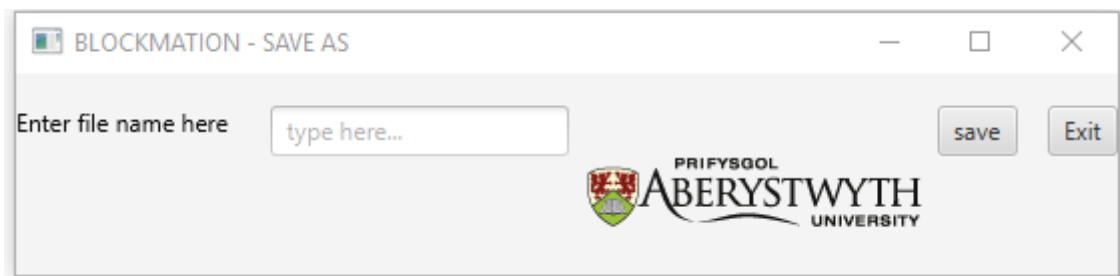 BLOCKMATION - SAVE AS
Enter file name here
type here...
save
Exit
PRIFYSGOL
ABERYSTWYTH
UNIVERSITY